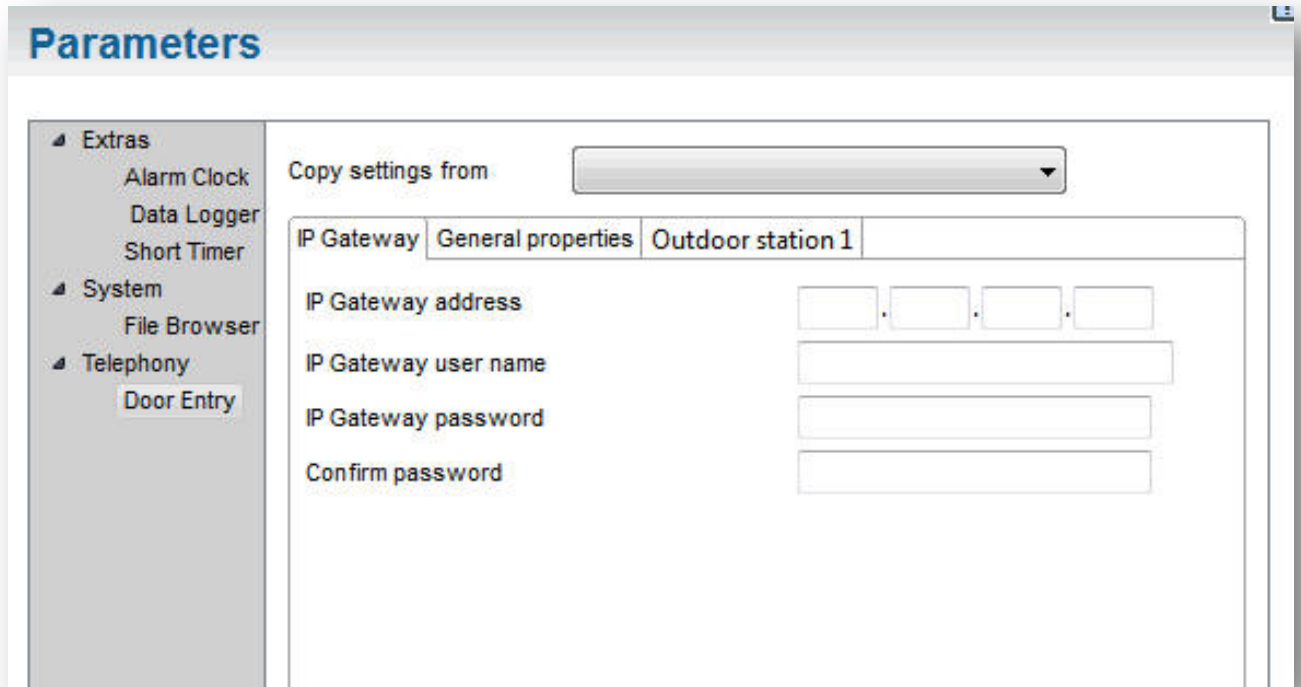 Parameters
Extras
Alarm Clock
Data Logger
Short Timer
System
File Browser
Telephony
Door Entry
Copy settings from
IP Gateway General properties Outdoor station 1
IP Gateway address . . .
IP Gateway user name
IP Gateway password
Confirm password